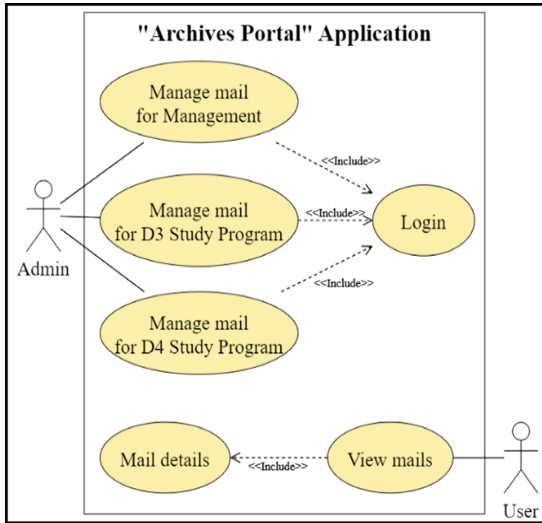 "Archives Portal" Application
Manage mail
for Management
<<Include>>
Manage mail
for D3 Study Program
<<Include>>
Login
Admin
<<Include>>
Manage mail
for D4 Study Program
Mail details
<<Include>>
View mails
User